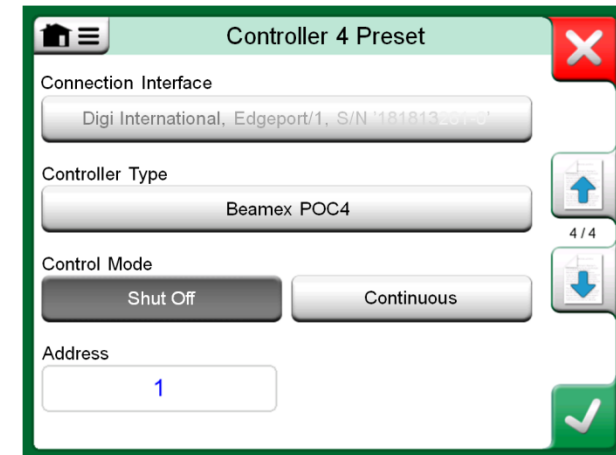 Controller 4 Preset
Connection Interface
Digi International, Edgeport/1, S/N '181813
Controller Type
Beamex POC4
4 / 4
Control Mode
Shut Off
Continuous
Address
1